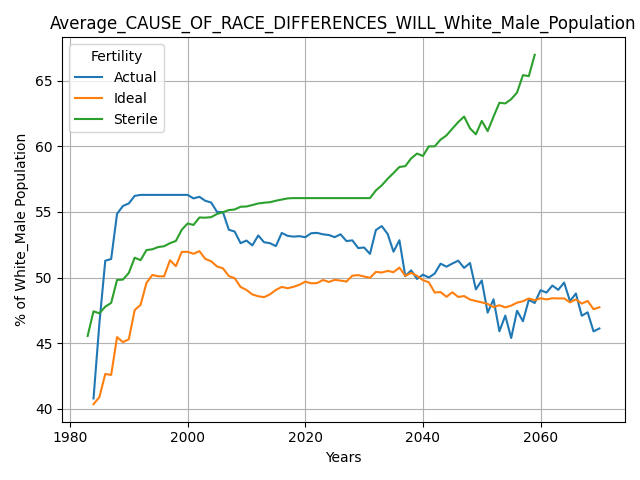 Average_CAUSE_OF_RACE_DIFFERENCES_WILL_White_Male_Population
Fertility
Actual
Ideal
Sterile
% of White_Male Population
65
60
55
50
45
40
1980
2000
2020
2040
2060
Years